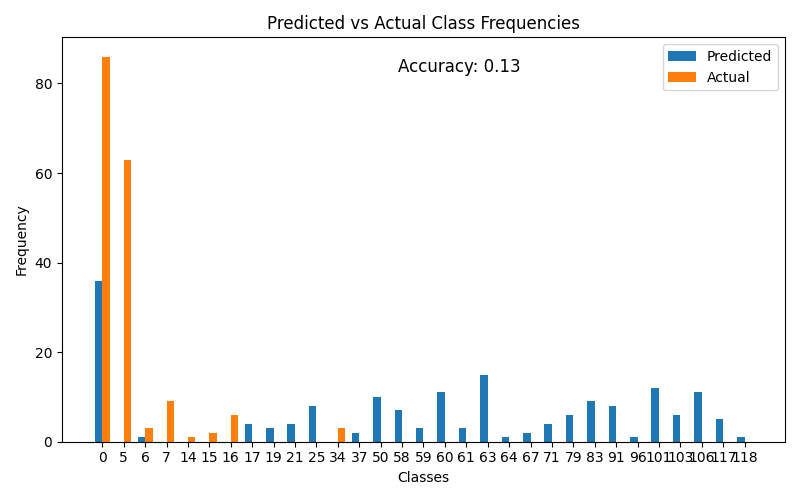 Predicted vs Actual Class Frequencies
Accuracy: 0.13
Predicted
Actual
80
60
40
20
0
Frequency
0 5 6 7 14 15 16 17 19 21 25 34 37 50 58 59 60 61 63 64 67 71 79 83 91 96 101 103 106 117 118
Classes